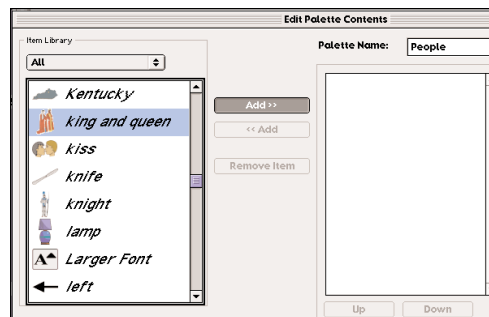 Edit Palette Contents
Item Library
All
Palette Name: People
Kentucky
king and queen
kiss
knife
knight
lamp
A Larger Font
left
Add >>
<< Add
Remove Item
Up Down